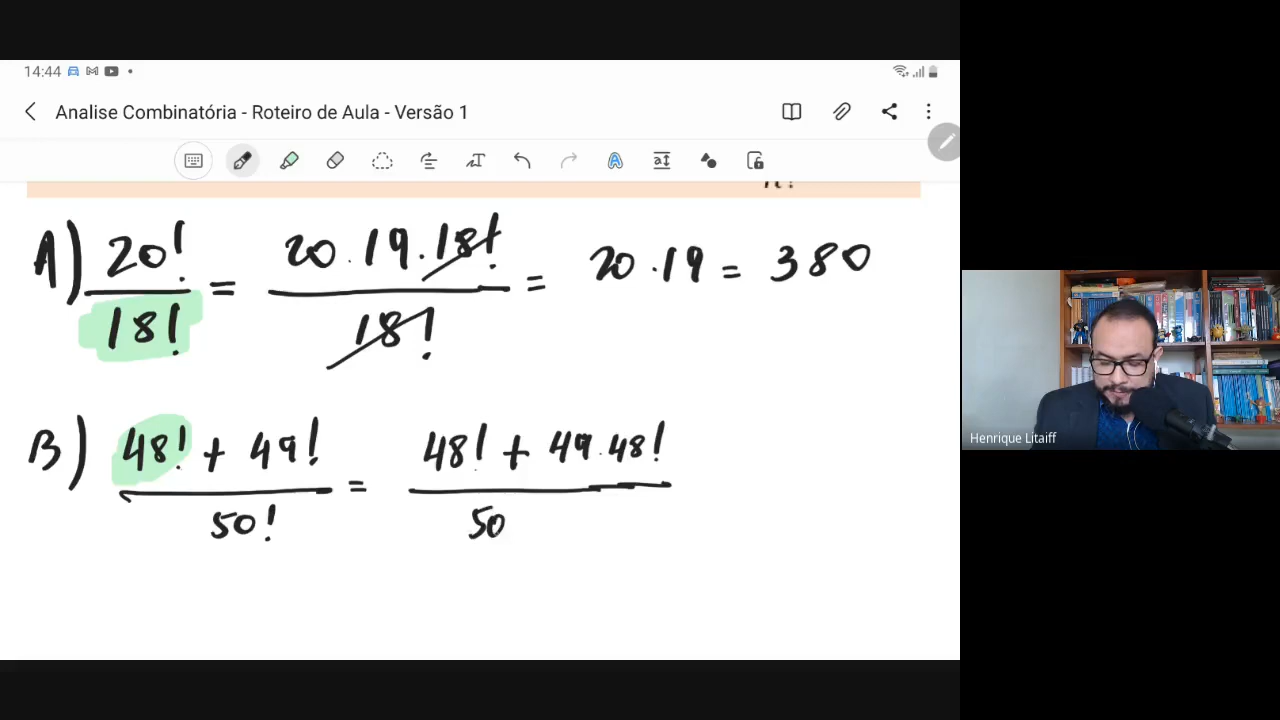 14:44
Analise Combinatória - Roteiro de Aula - Versão 1
A) 20!/18! = 20.19.18!/18! = 20.19 = 380
B) 48! + 49!/50! = 48! + 49.48!/50
Henrique Litaiff